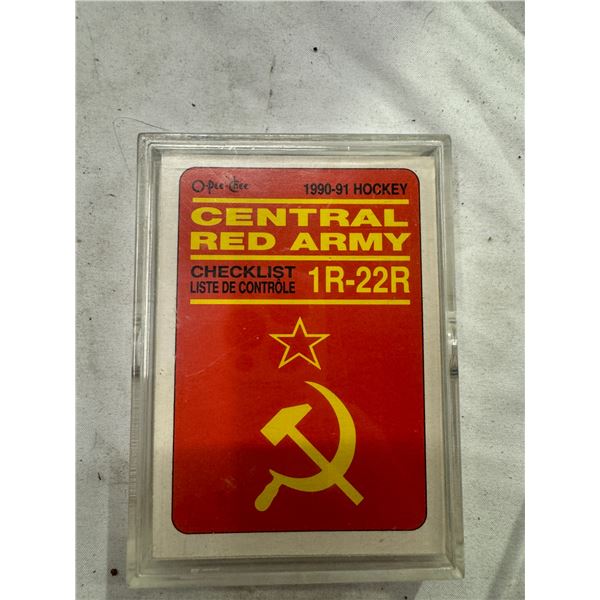 O-Pee-Chee 1990-91 HOCKEY
CENTRAL
RED ARMY
CHECKLIST
LISTE DE CONTRÔLE 1R-22R